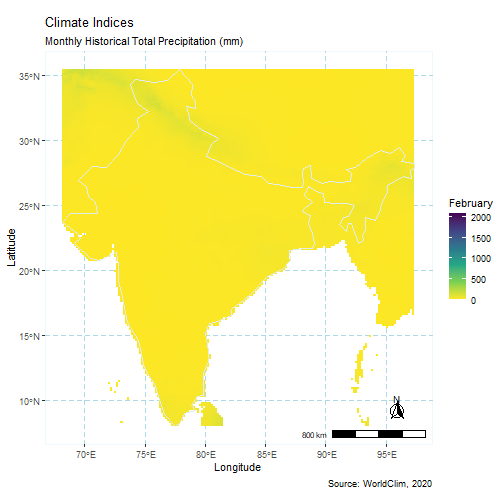 Climate Indices
Monthly Historical Total Precipitation (mm)
35°N
30°N
25°N
20°N
15°N
10°N
Latitude
70°E
75°E
80°E
85°E
90°E
95°E
Longitude
February
2000
1500
1000
500
0
N
800 km
Source: WorldClim, 2020